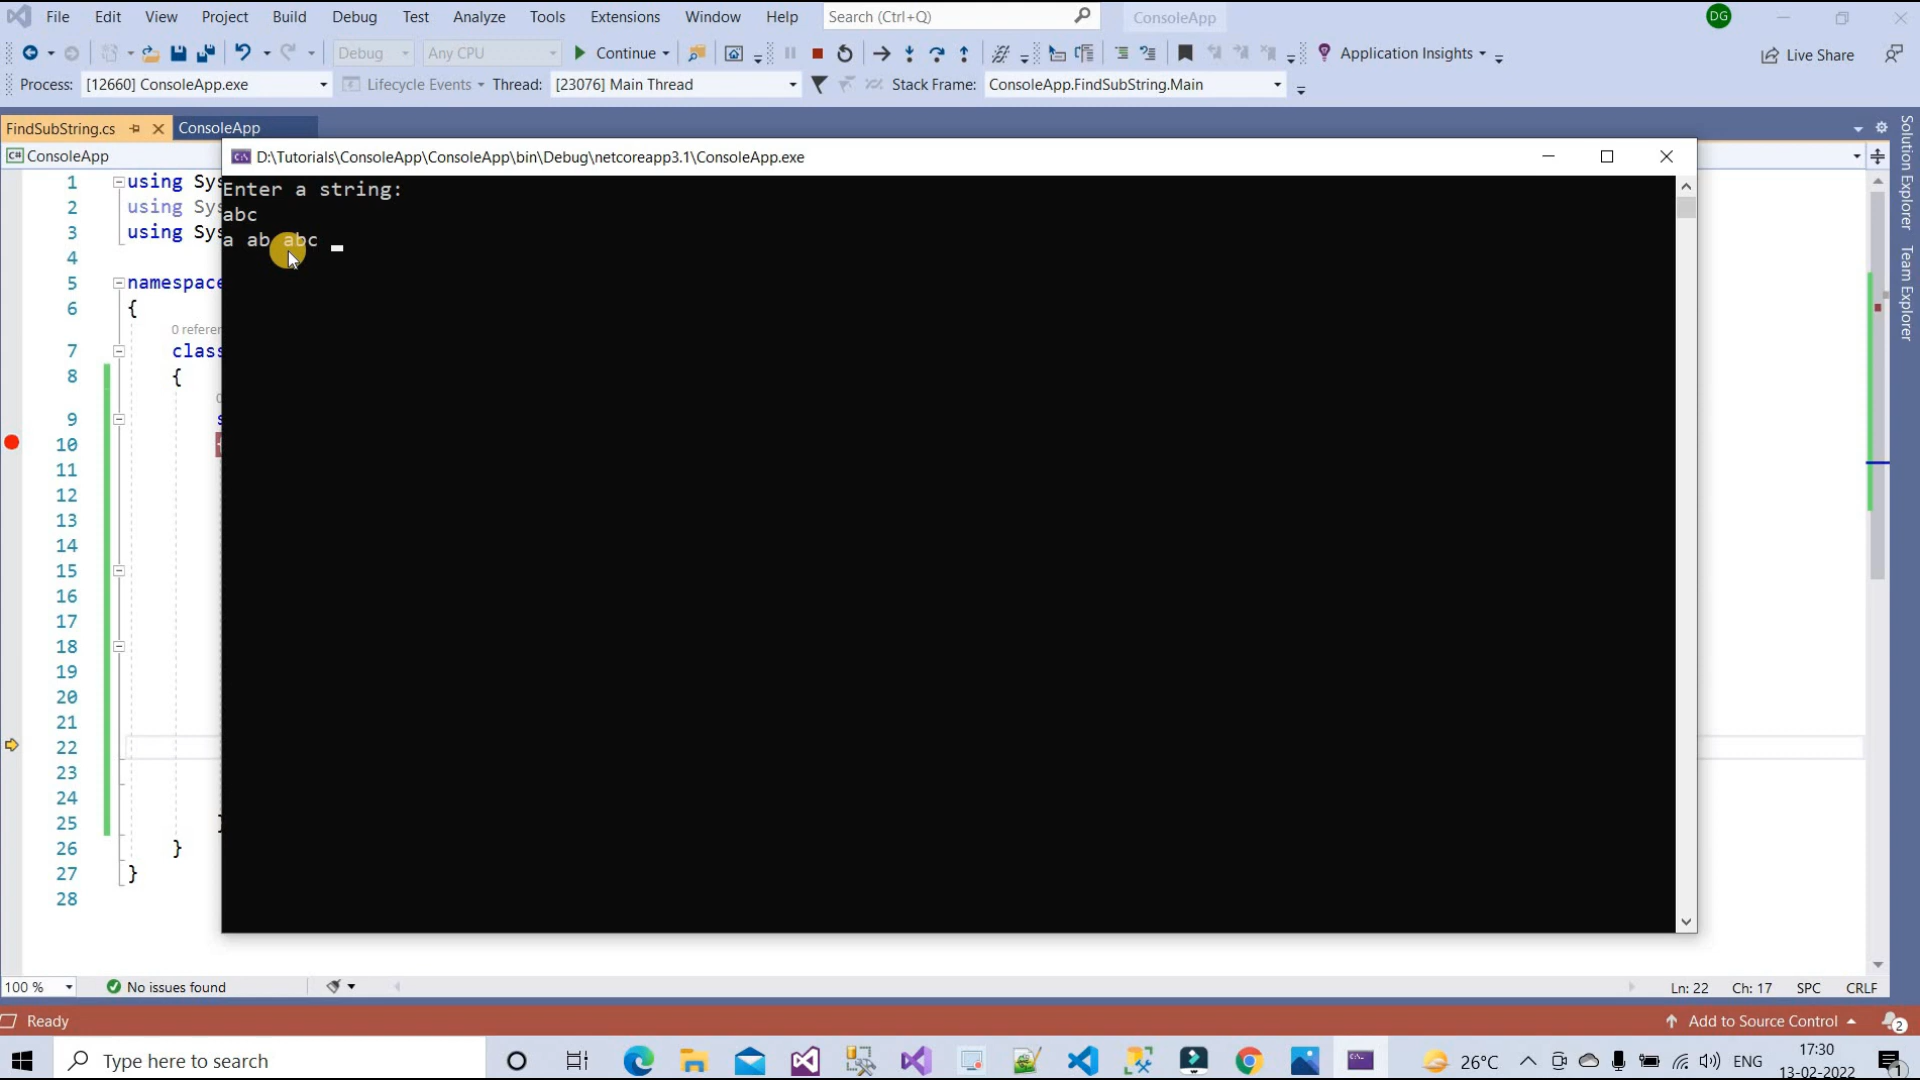 File Edit View Project Build Debug Test Analyze Tools Extensions Window Help Search (Ctrl+Q) ConsoleApp DG
Debug Any CPU Continue Application Insights Live Share
Process: [12660] ConsoleApp.exe Lifecycle Events Thread: [23076] Main Thread Stack Frame: ConsoleApp.FindSubString.Main
FindSubString.cs ConsoleApp
C# ConsoleApp
D:\Tutorials\ConsoleApp\ConsoleApp\bin\Debug\netcoreapp3.1\ConsoleApp.exe
Enter a string:
abc
a ab abc
1 using Sys
2 using Sys
3 using Sys
4
5 namespace
6 {
0 referen
7 class
8 {
9 s
10 {
11
12
13
14
15
16
17
18
19
20
21
22
23
24
25 }
26 }
27 }
28
Solution Explorer
Team Explorer
100 % No issues found Ln: 22 Ch: 17 SPC CRLF
Ready Add to Source Control 2
Type here to search 26°C ENG 17:30
13-02-2022 1